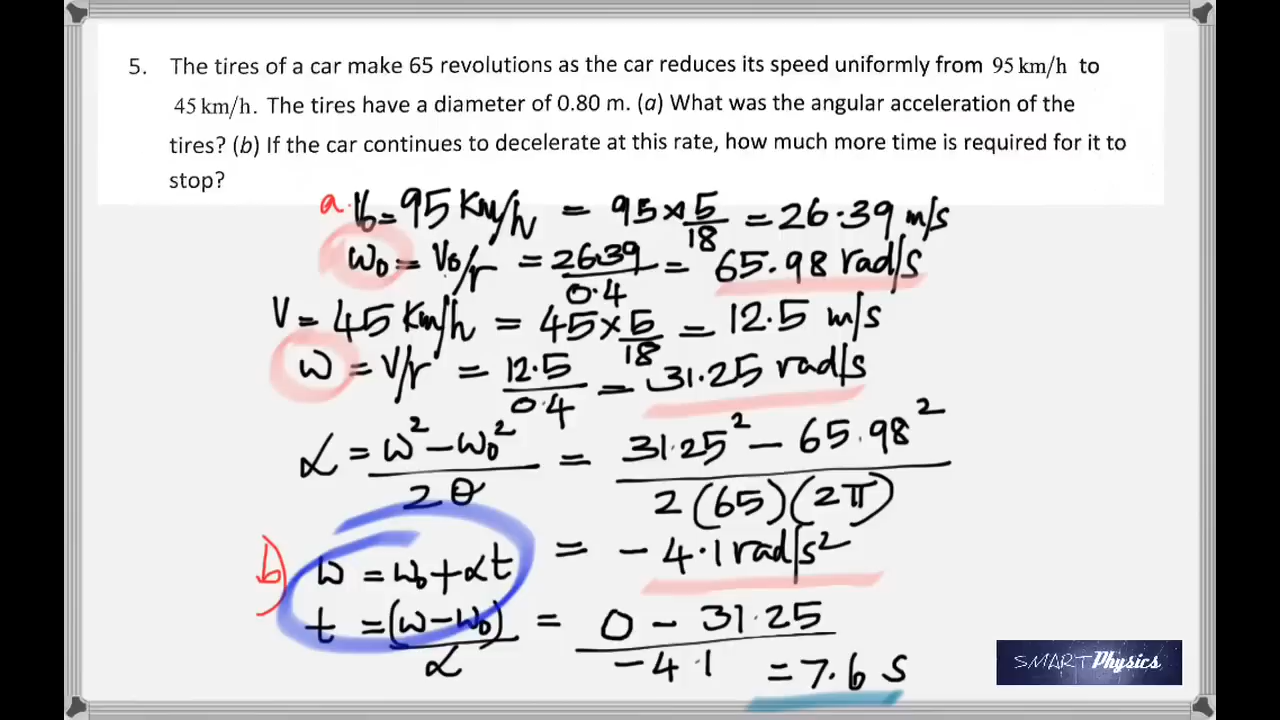 5. The tires of a car make 65 revolutions as the car reduces its speed uniformly from 95 km/h to
45 km/h. The tires have a diameter of 0.80 m. (a) What was the angular acceleration of the
tires? (b) If the car continues to decelerate at this rate, how much more time is required for it to
stop?
a. V0 = 95 Km/h = 95 × 5/18 = 26.39 m/s
ω0 = V0/r = 26.39/0.4 = 65.98 rad/s
V = 45 Km/h = 45 × 5/18 = 12.5 m/s
ω = V/r = 12.5/0.4 = 31.25 rad/s
α = (ω² − ω0²)/2θ = (31.25² − 65.98²)/2(65)(2π)
= −4.1 rad/s²
b) ω = ω0 + αt
t = (ω − ω0)/α = (0 − 31.25)/−4.1 = 7.6 s
SMART Physics